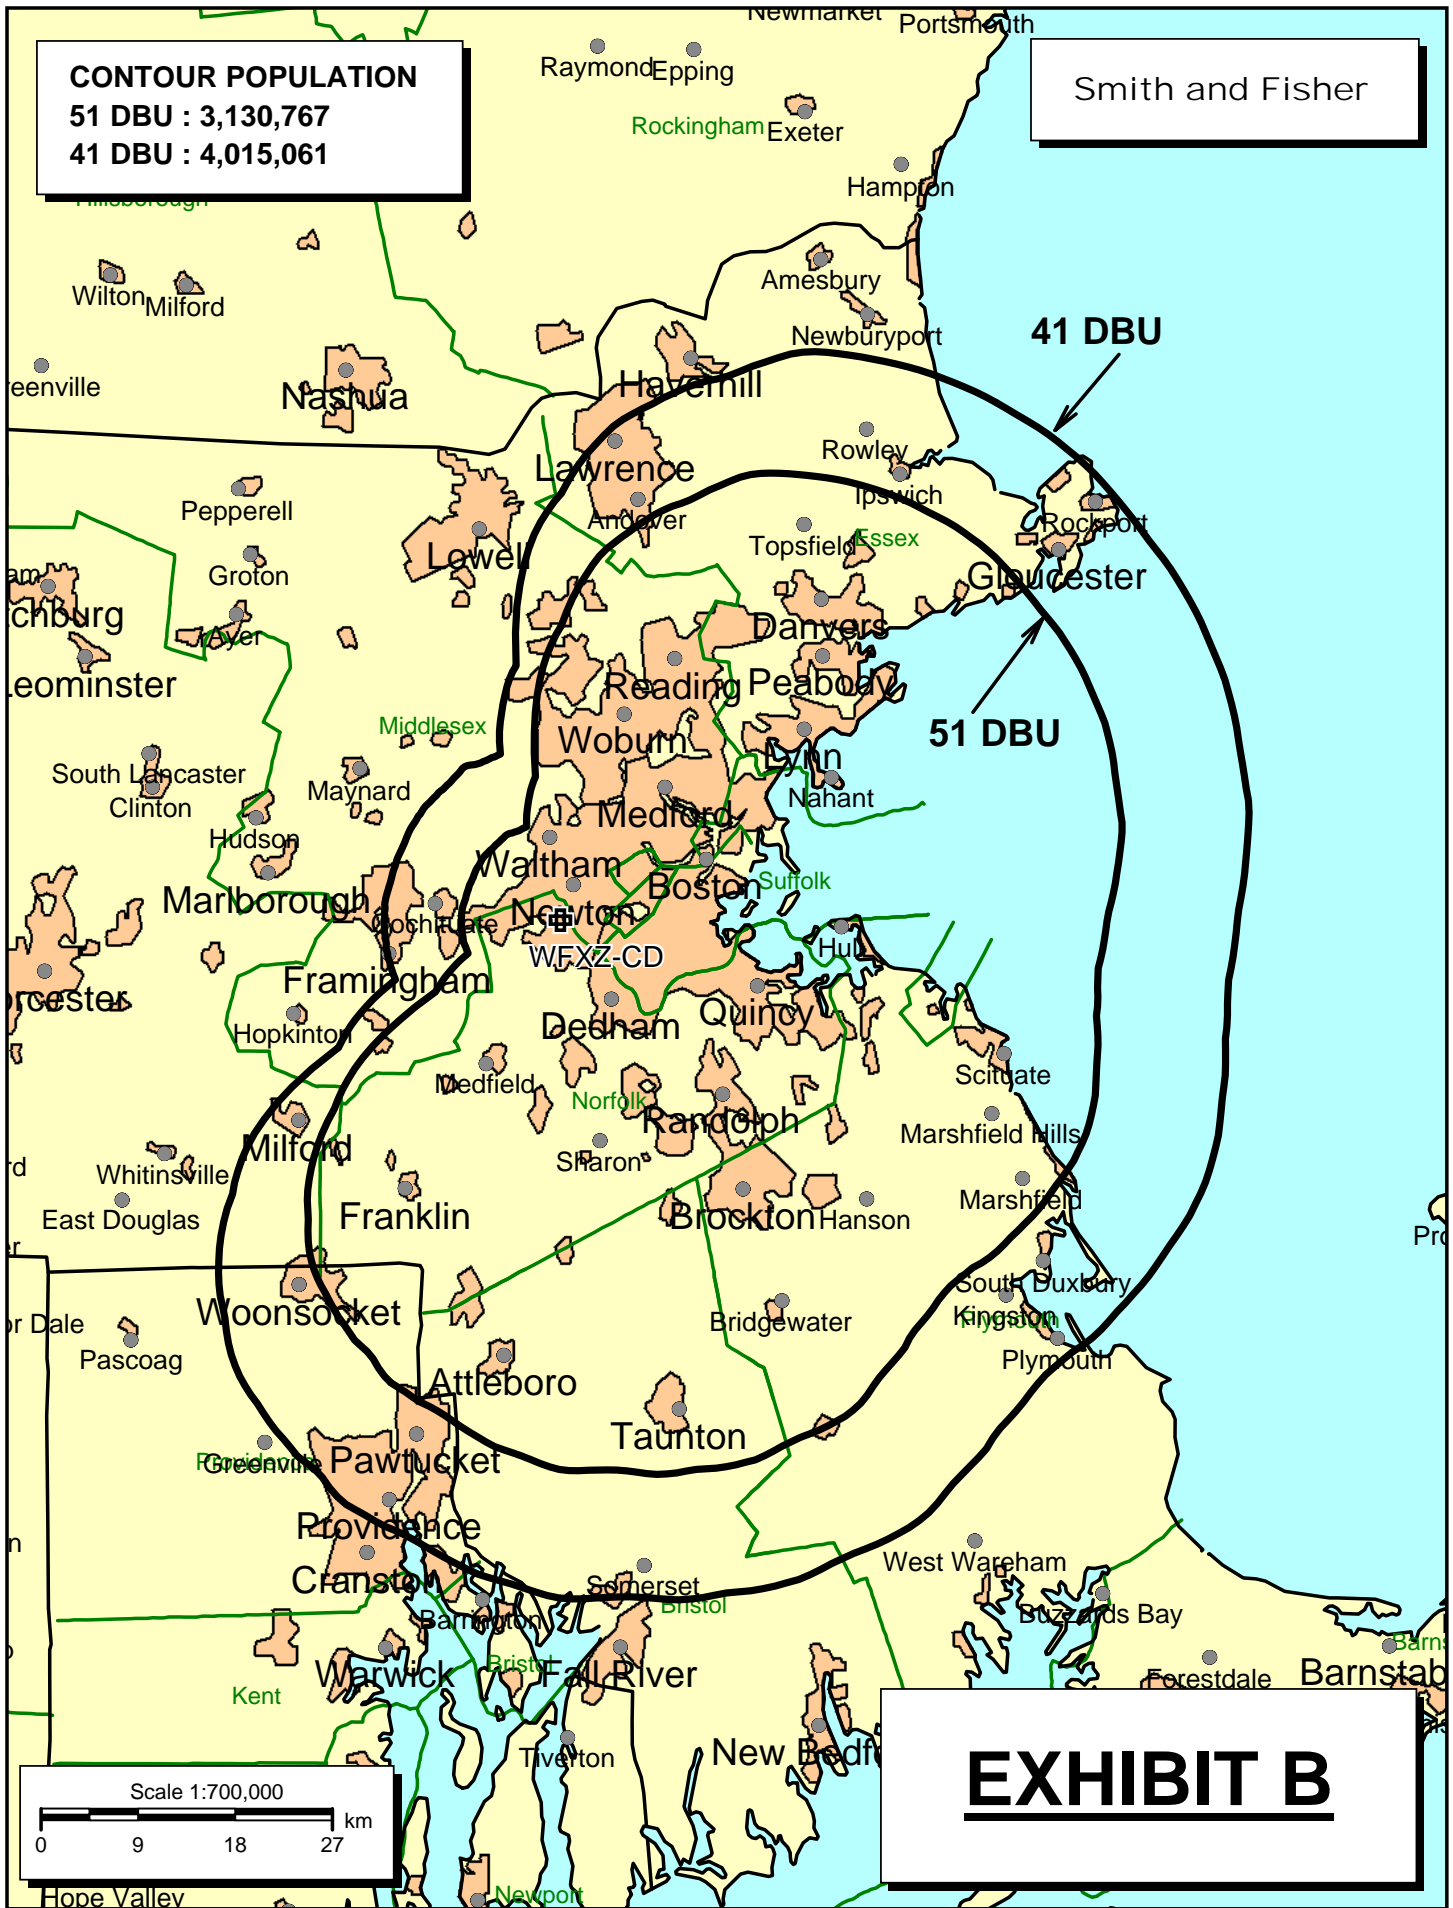 Newmarket
Portsmouth
CONTOUR POPULATION
51 DBU : 3,130,767
41 DBU : 4,015,061
Smith and Fisher
Raymond
Epping
Rockingham
Exeter
Hampton
Hillsborough
Wilton
Milford
Amesbury
Newburyport
41 DBU
Nashua
Haverhill
Rowley
Lawrence
Ipswich
Pepperell
Andover
Rockport
Topsfield
Essex
Lowell
Groton
Gloucester
Ayer
Danvers
Reading
Peabody
Middlesex
Woburn
51 DBU
Lynn
South Lancaster
Clinton
Maynard
Nahant
Hudson
Medford
Waltham
Boston
Suffolk
Marlborough
Cochituate
Newton
WFXZ-CD
Hull
Framingham
Quincy
Hopkinton
Dedham
Scituate
Medfield
Norfolk
Randolph
Marshfield Hills
Milford
Sharon
Whitinsville
East Douglas
Franklin
Brockton
Hanson
Marshfield
South Duxbury
Woonsocket
Kingston
Plymouth
Bridgewater
Pascoag
Plymouth
Attleboro
Taunton
Providence
Greenville
Pawtucket
Providence
West Wareham
Cranston
Somerset
Bristol
Barrington
Buzzards Bay
Warwick
Bristol
Fall River
Forestdale
Kent
Tiverton
EXHIBIT B
Scale 1:700,000
km
0 9 18 27
Hope Valley
Newport